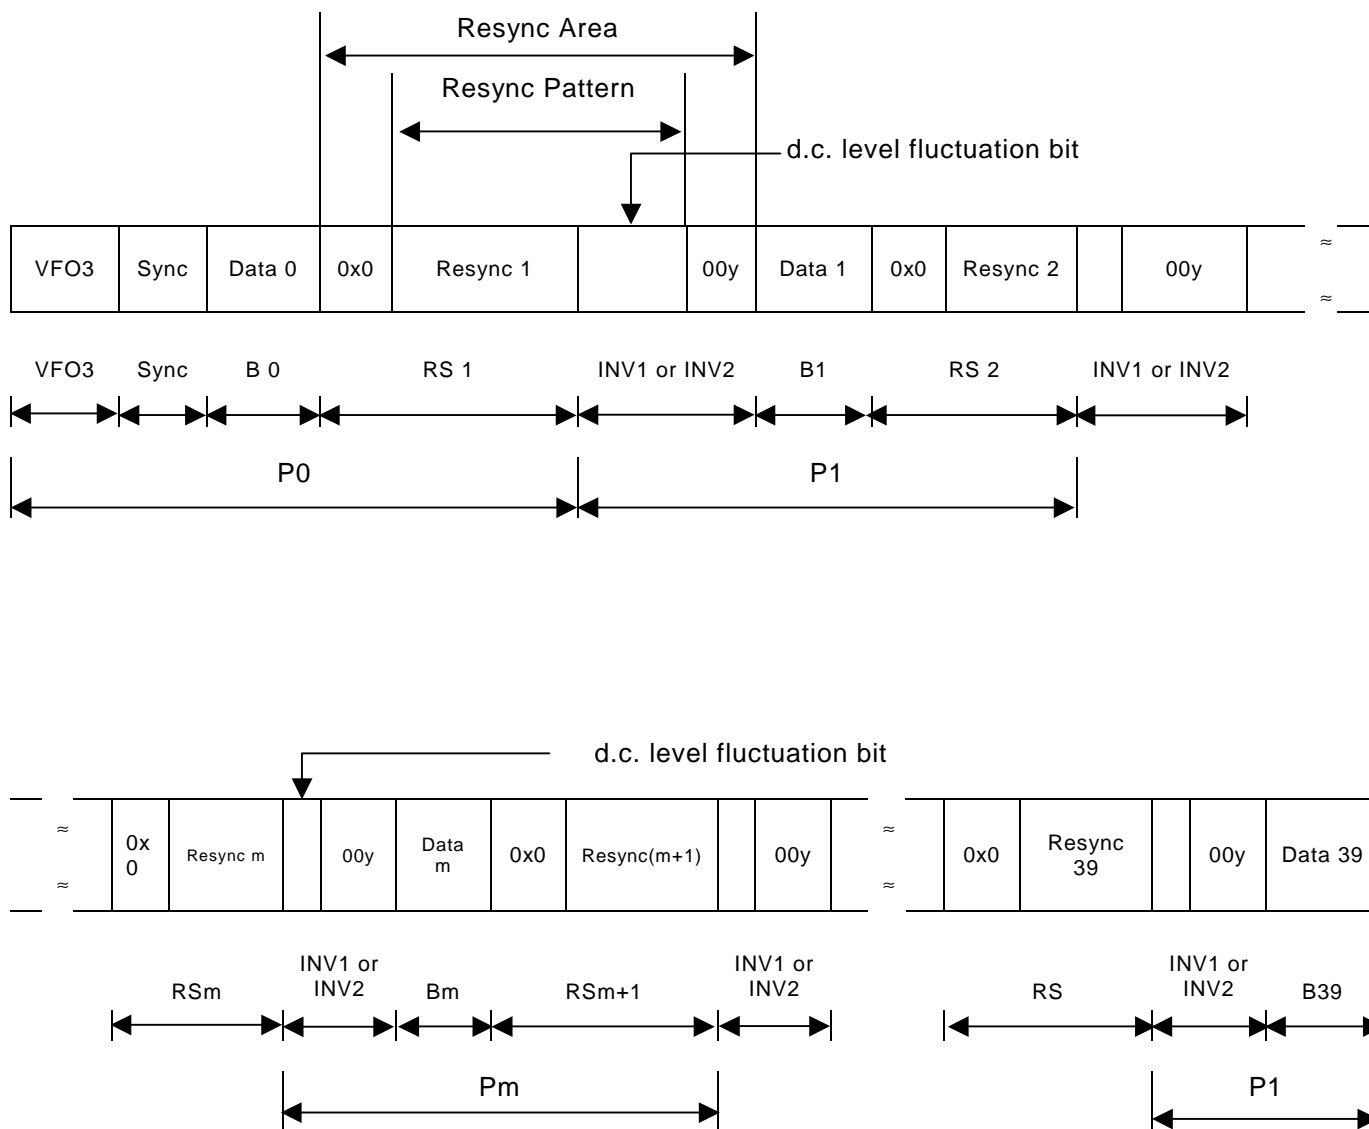 Resync Area
Resync Pattern
d.c. level fluctuation bit
VFO3 Sync Data 0 0x0 Resync 1 00y Data 1 0x0 Resync 2 00y ≈
≈
VFO3 Sync B 0 RS 1 INV1 or INV2 B1 RS 2 INV1 or INV2
P0 P1
d.c. level fluctuation bit
≈ 0x
0 Resync m 00y Data
m 0x0 Resync(m+1) 00y ≈ 0x0 Resync
39 00y Data 39
≈ ≈
RSm INV1 or
INV2 Bm RSm+1 INV1 or
INV2 RS INV1 or
INV2 B39
Pm P1